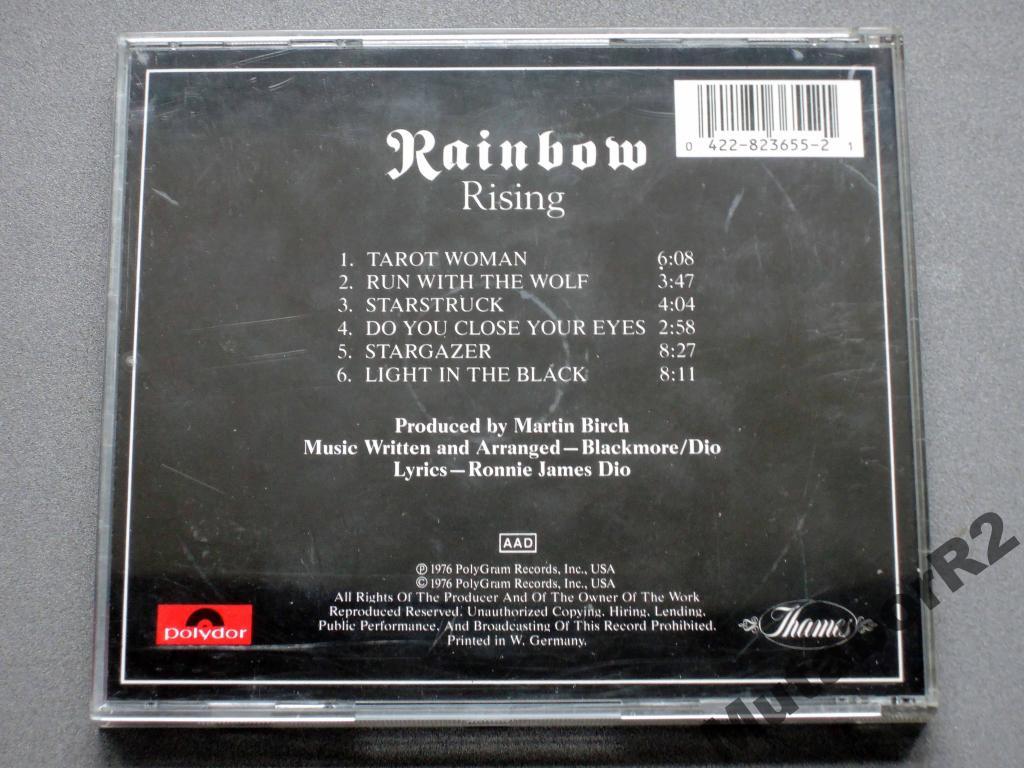 Rainbow
Rising
0 422-823655-2 1
1. TAROT WOMAN 6:08
2. RUN WITH THE WOLF 3:47
3. STARSTRUCK 4:04
4. DO YOU CLOSE YOUR EYES 2:58
5. STARGAZER 8:27
6. LIGHT IN THE BLACK 8:11
Produced by Martin Birch
Music Written and Arranged—Blackmore/Dio
Lyrics—Ronnie James Dio
AAD
℗ 1976 PolyGram Records, Inc., USA
© 1976 PolyGram Records, Inc., USA
All Rights Of The Producer And Of The Owner Of The Work
Reproduced Reserved. Unauthorized Copying, Hiring, Lending,
Public Performance, And Broadcasting Of This Record Prohibited.
Printed in W. Germany.
polydor
Thames